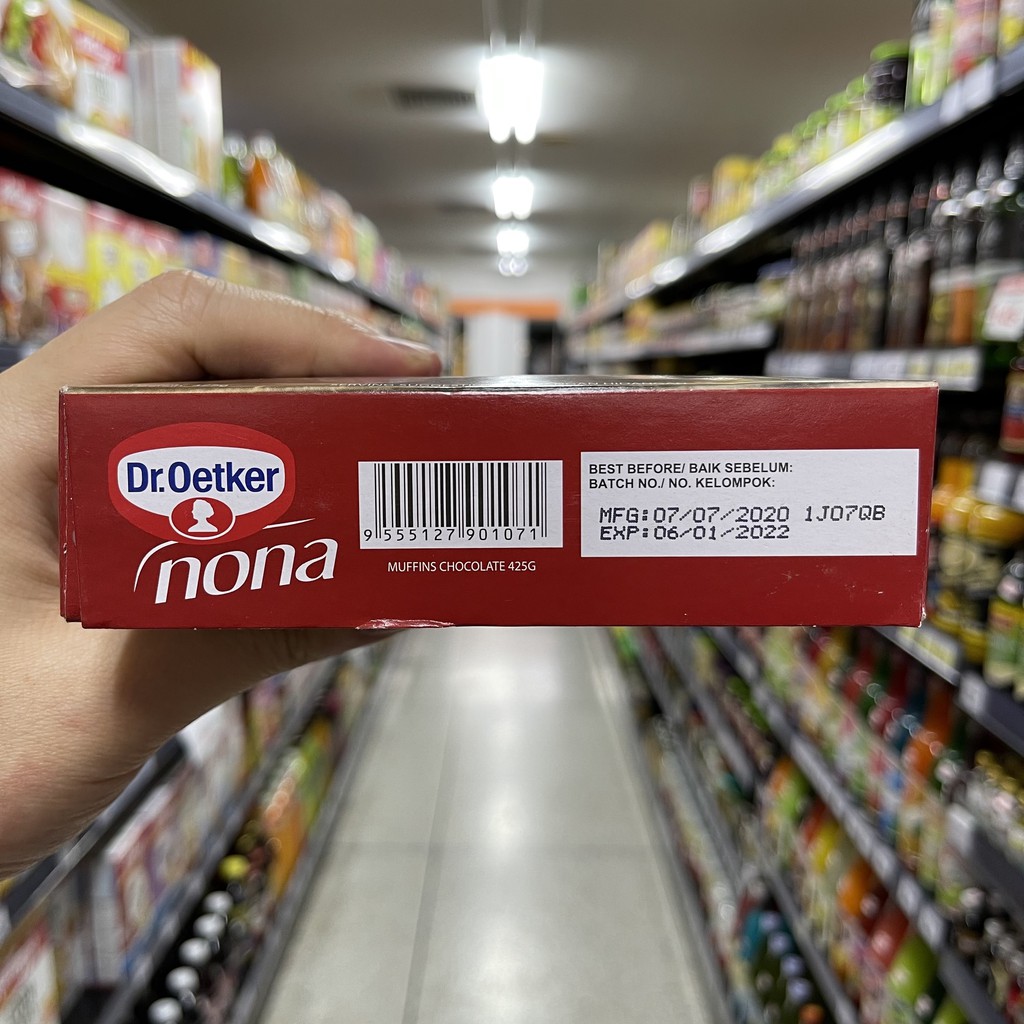 Dr.Oetker
nona
9 555127 901071
MUFFINS CHOCOLATE 425G
BEST BEFORE/ BAIK SEBELUM:
BATCH NO./ NO. KELOMPOK:
MFG:07/07/2020 1J07QB
EXP:06/01/2022